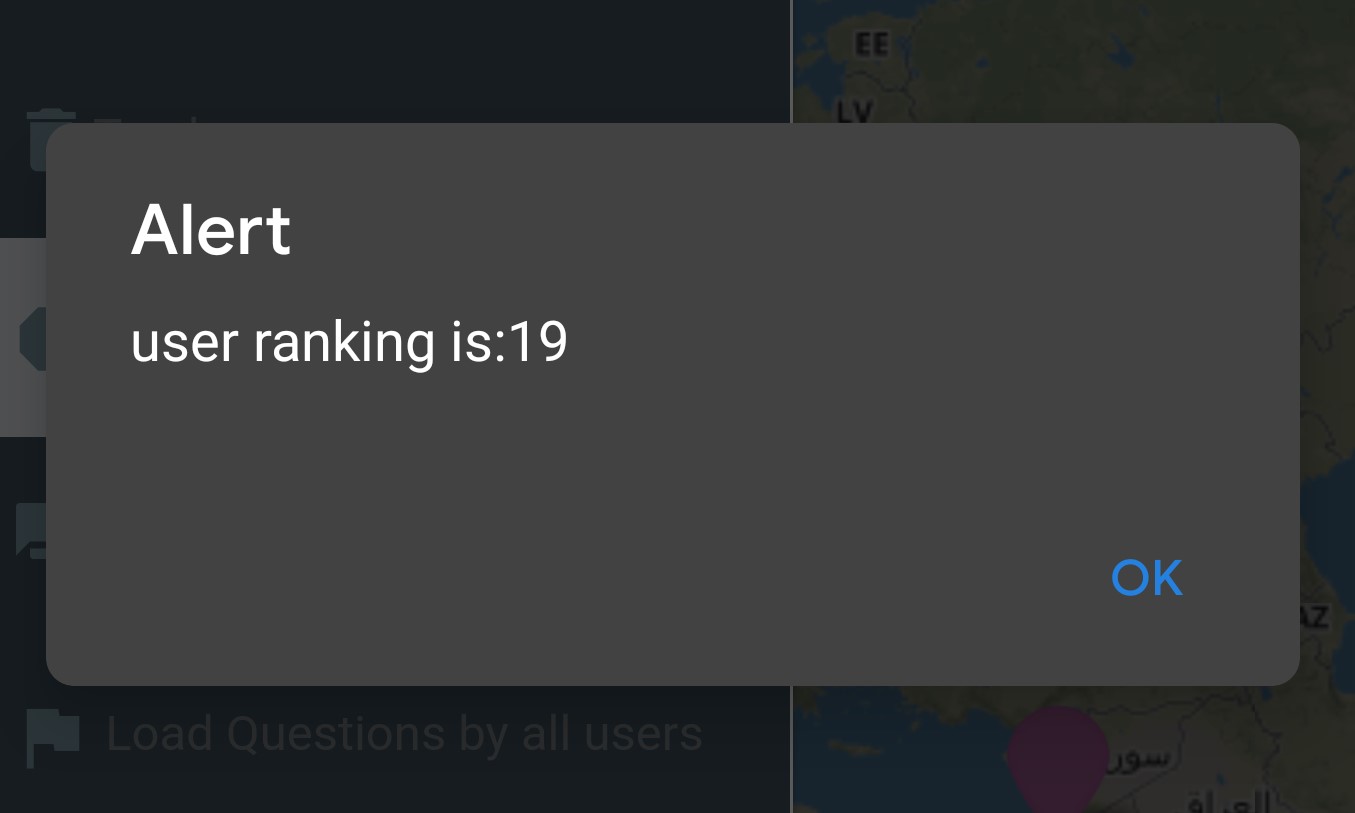 EE
LV
Alert
user ranking is:19
OK
AZ
Load Questions by all users
سور
العراق